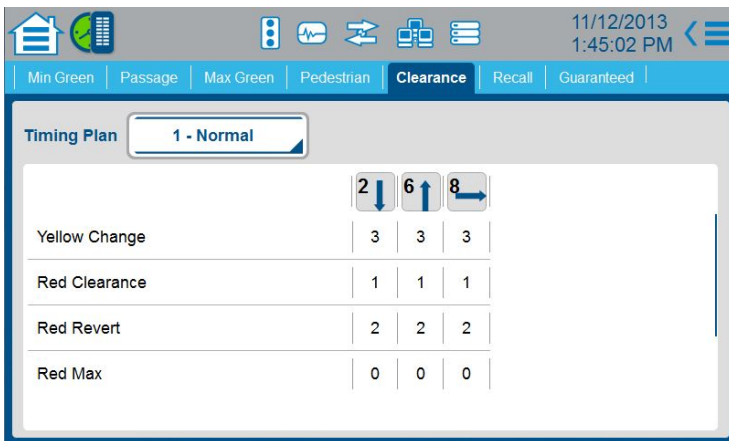 11/12/2013
1:45:02 PM
Min Green Passage Max Green Pedestrian Clearance Recall Guaranteed
Timing Plan 1 - Normal
2 6 8
Yellow Change 3 3 3
Red Clearance 1 1 1
Red Revert 2 2 2
Red Max 0 0 0